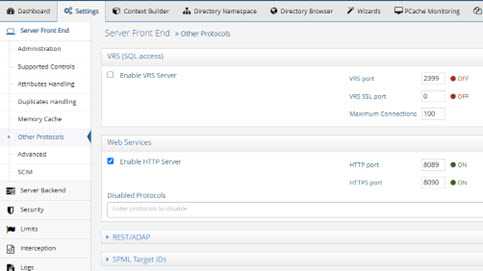 Dashboard Settings Context Builder Directory Namespace Directory Browser Wizards PCache Monitoring
Server Front End
Administration
Supported Controls
Attributes Handling
Duplicates Handling
Memory Cache
Other Protocols
Advanced
SCIM
Server Backend
Security
Limits
Interception
Logs
Server Front End > Other Protocols
VRS (SQL access)
Enable VRS Server
VRS port 2399 OFF
VRS SSL port 0 OFF
Maximum Connections 100
Web Services
Enable HTTP Server
HTTP port 8089 ON
HTTPS port 8090 ON
Disabled Protocols
Enter protocols to disable
REST/ADAP
SPML Target IDs